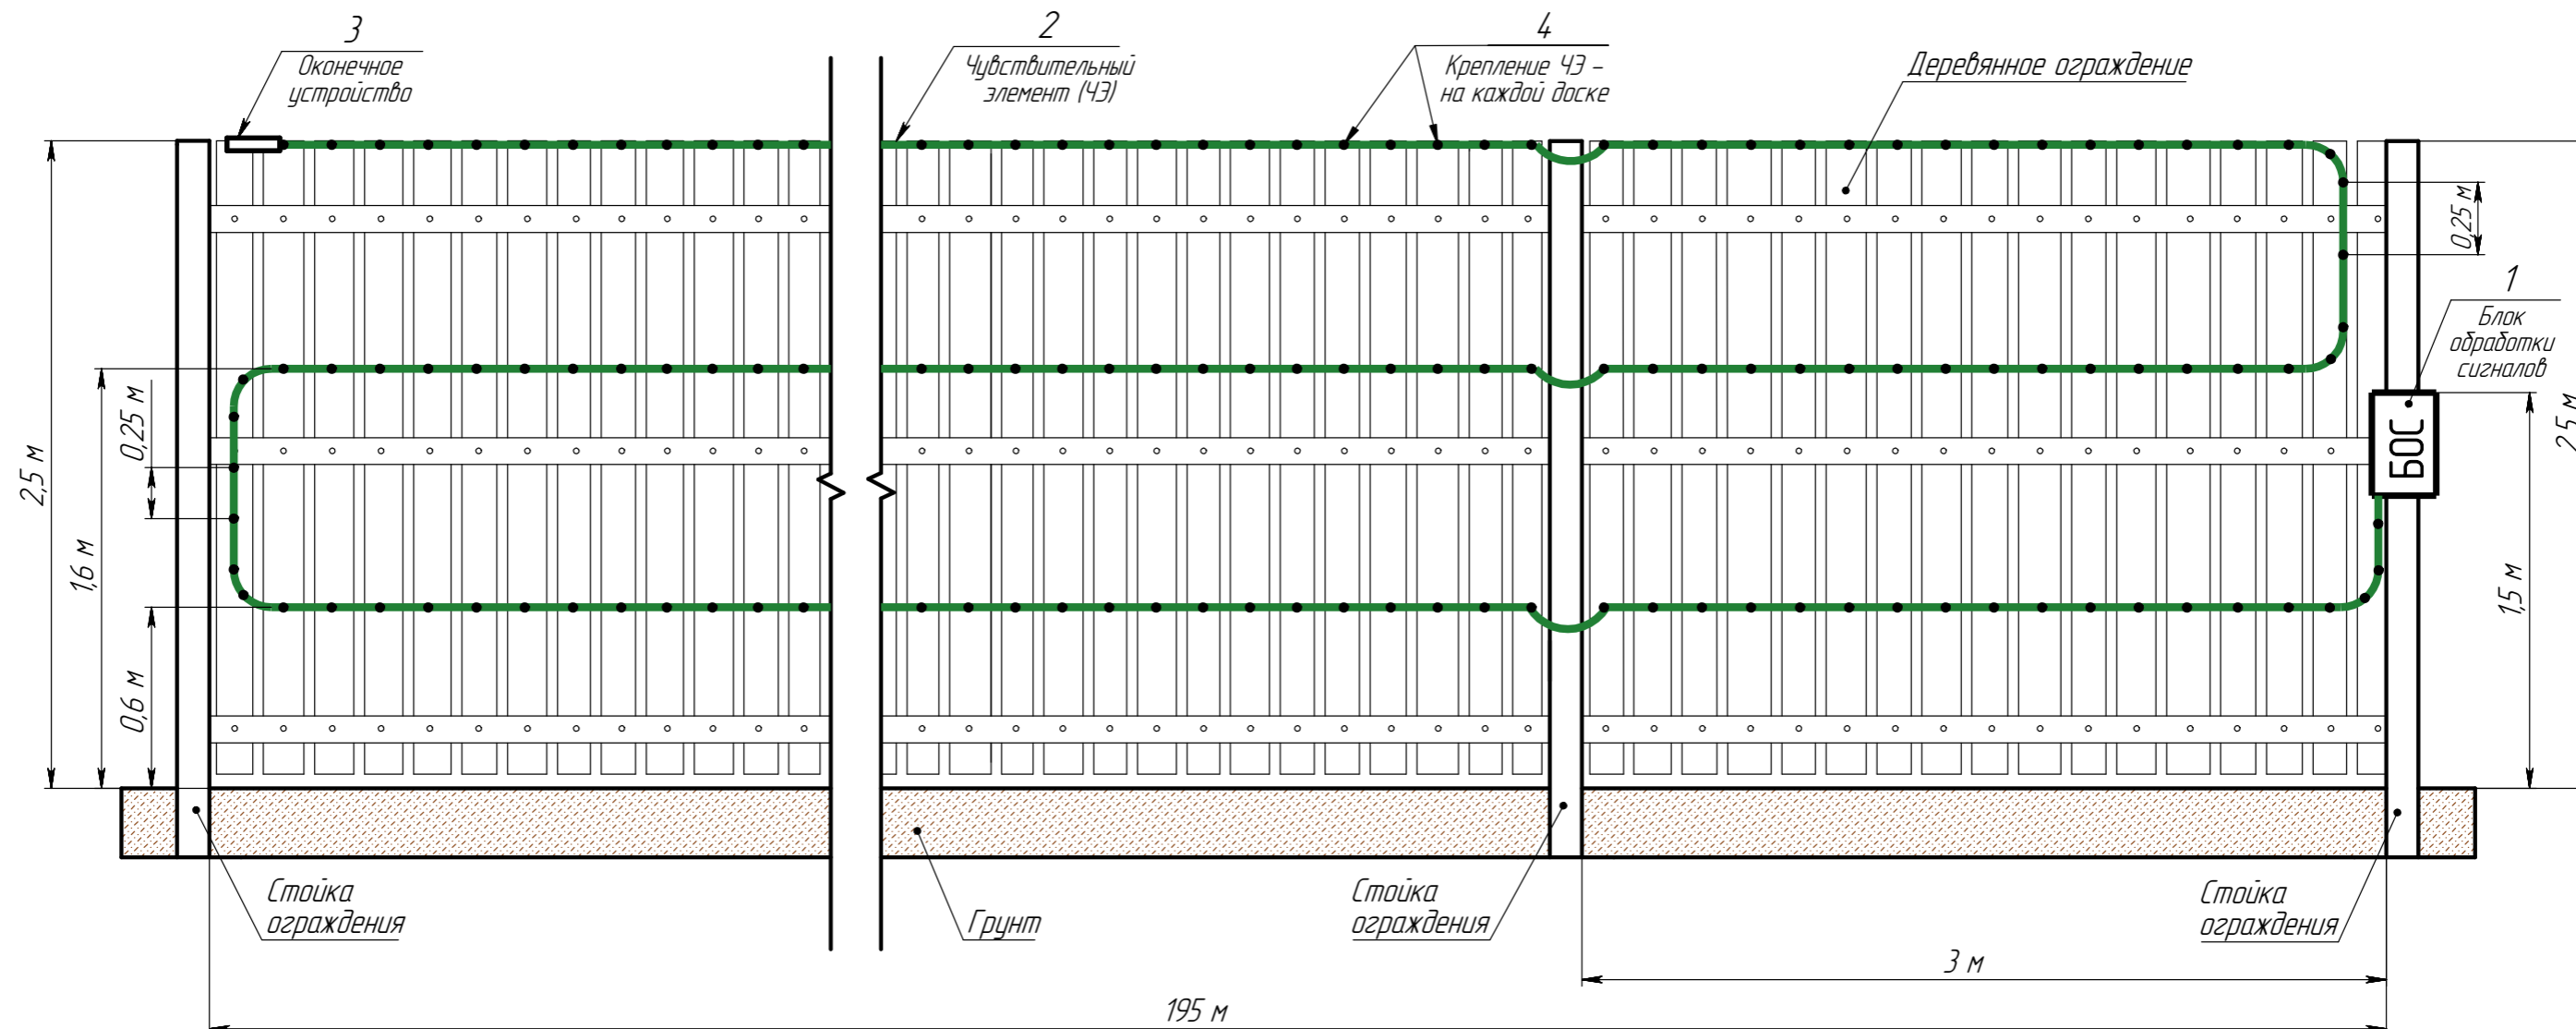 3
Оконечное
устройство
2
Чувствительный
элемент (ЧЭ)
4
Крепление ЧЭ –
на каждой доске
Деревянное ограждение
0,25 м
1
Блок
обработки
сигналов
БОС
2,5 м
1,5 м
2,5 м
1,6 м
0,25 м
0,6 м
Стойка
ограждения
Грунт
Стойка
ограждения
Стойка
ограждения
3 м
195 м